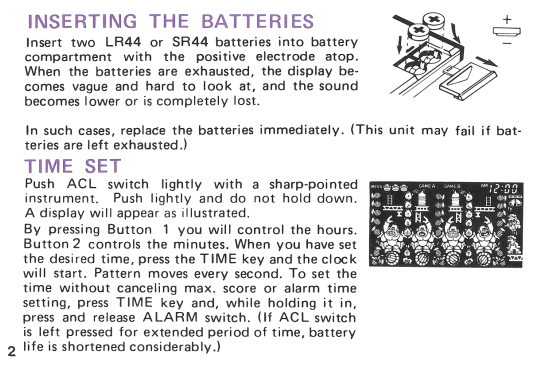 INSERTING THE BATTERIES
Insert two LR44 or SR44 batteries into battery
compartment with the positive electrode atop.
When the batteries are exhausted, the display be-
comes vague and hard to look at, and the sound
becomes lower or is completely lost.
+
−
In such cases, replace the batteries immediately. (This unit may fail if bat-
teries are left exhausted.)
TIME SET
Push ACL switch lightly with a sharp-pointed
instrument. Push lightly and do not hold down.
A display will appear as illustrated.
By pressing Button 1 you will control the hours.
Button 2 controls the minutes. When you have set
the desired time, press the TIME key and the clock
will start. Pattern moves every second. To set the
time without canceling max. score or alarm time
setting, press TIME key and, while holding it in,
press and release ALARM switch. (If ACL switch
is left pressed for extended period of time, battery
life is shortened considerably.)
MISS GAME A GAME B AM 12:00
2